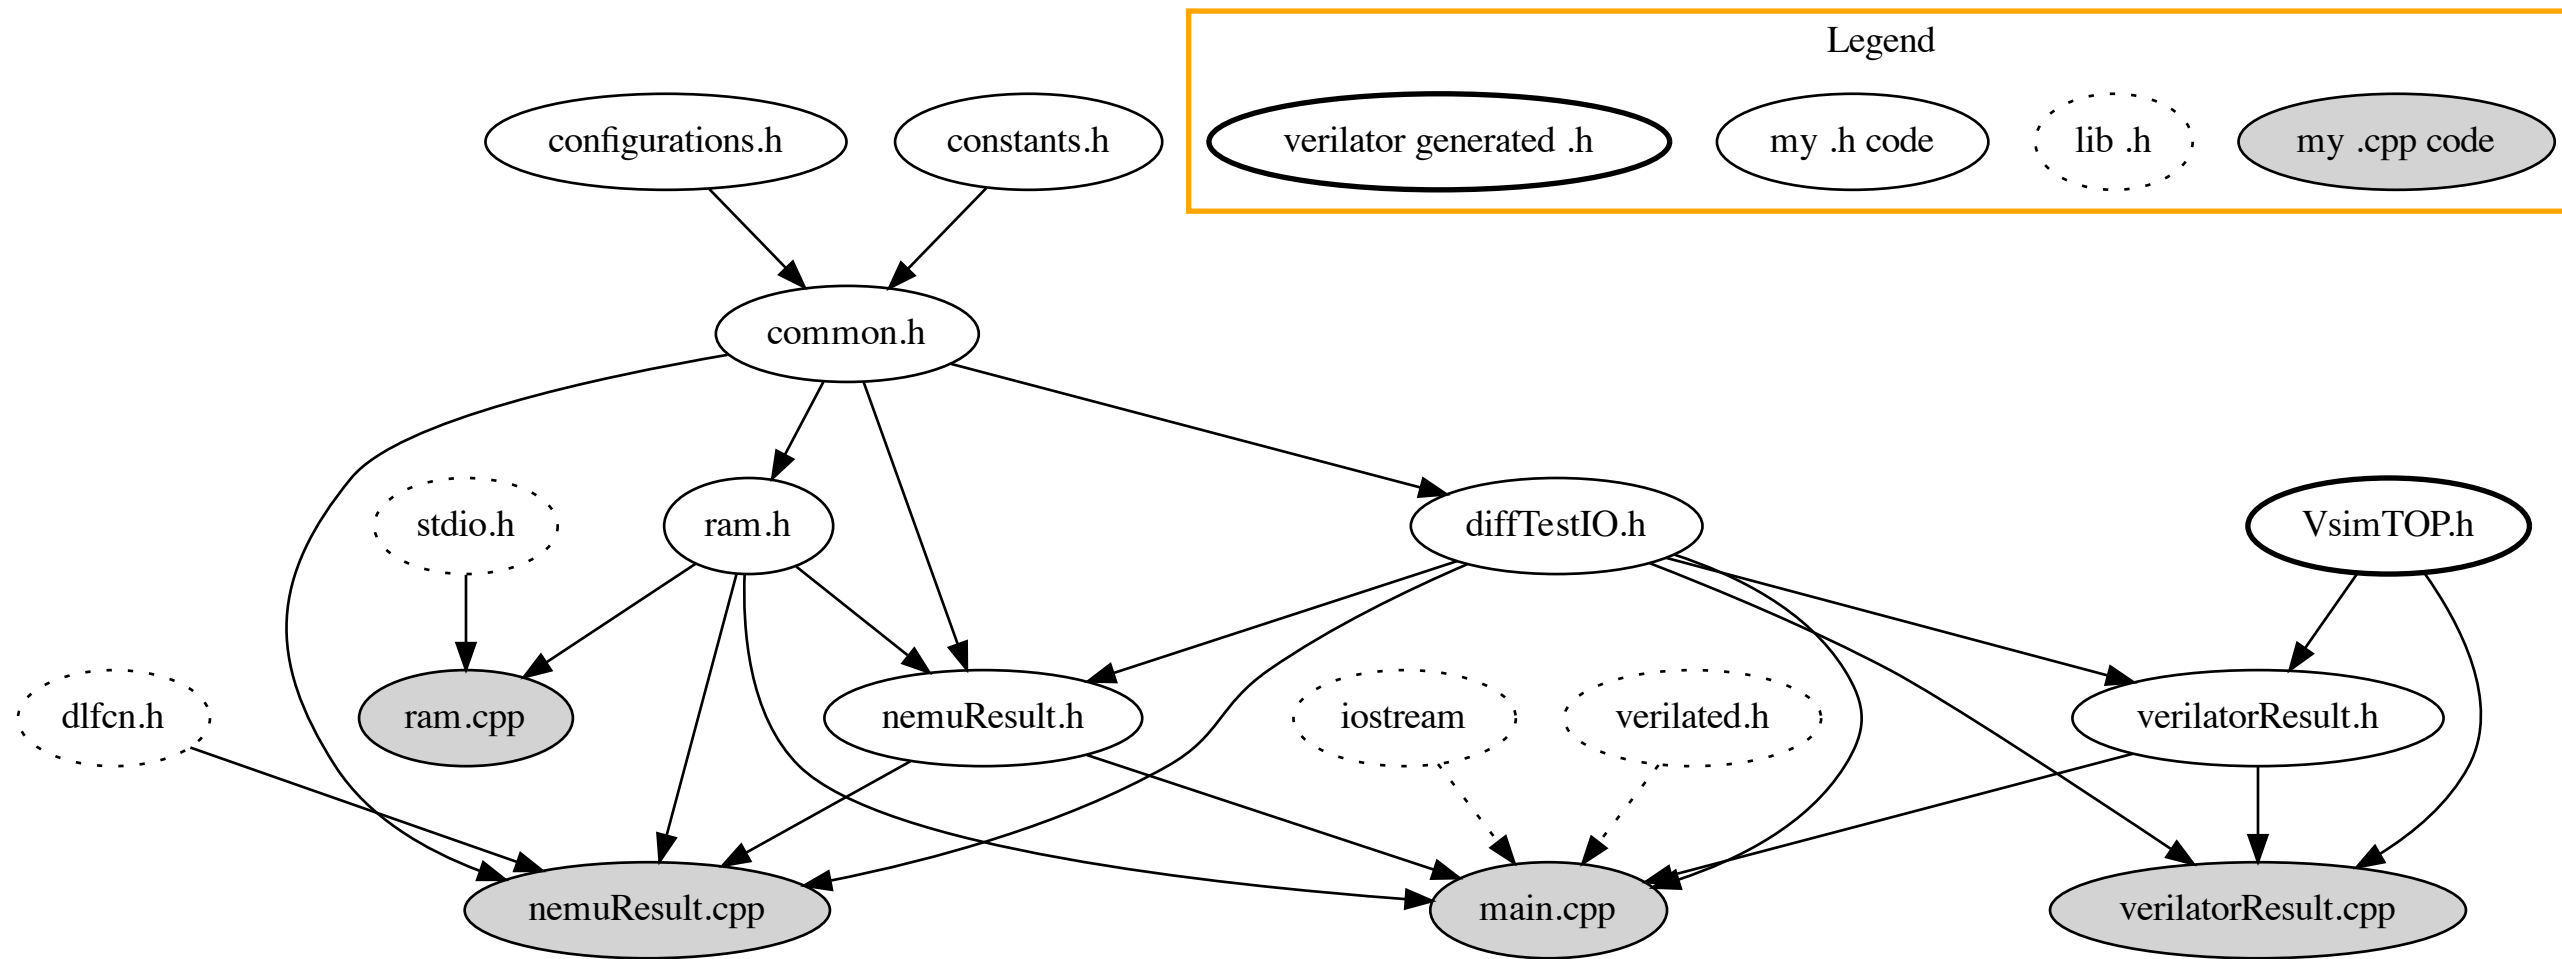 Legend
configurations.h
constants.h
verilator generated .h
my .h code
lib .h
my .cpp code
common.h
stdio.h
ram.h
diffTestIO.h
VsimTOP.h
dlfcn.h
ram.cpp
nemuResult.h
iostream
verilated.h
verilatorResult.h
nemuResult.cpp
main.cpp
verilatorResult.cpp